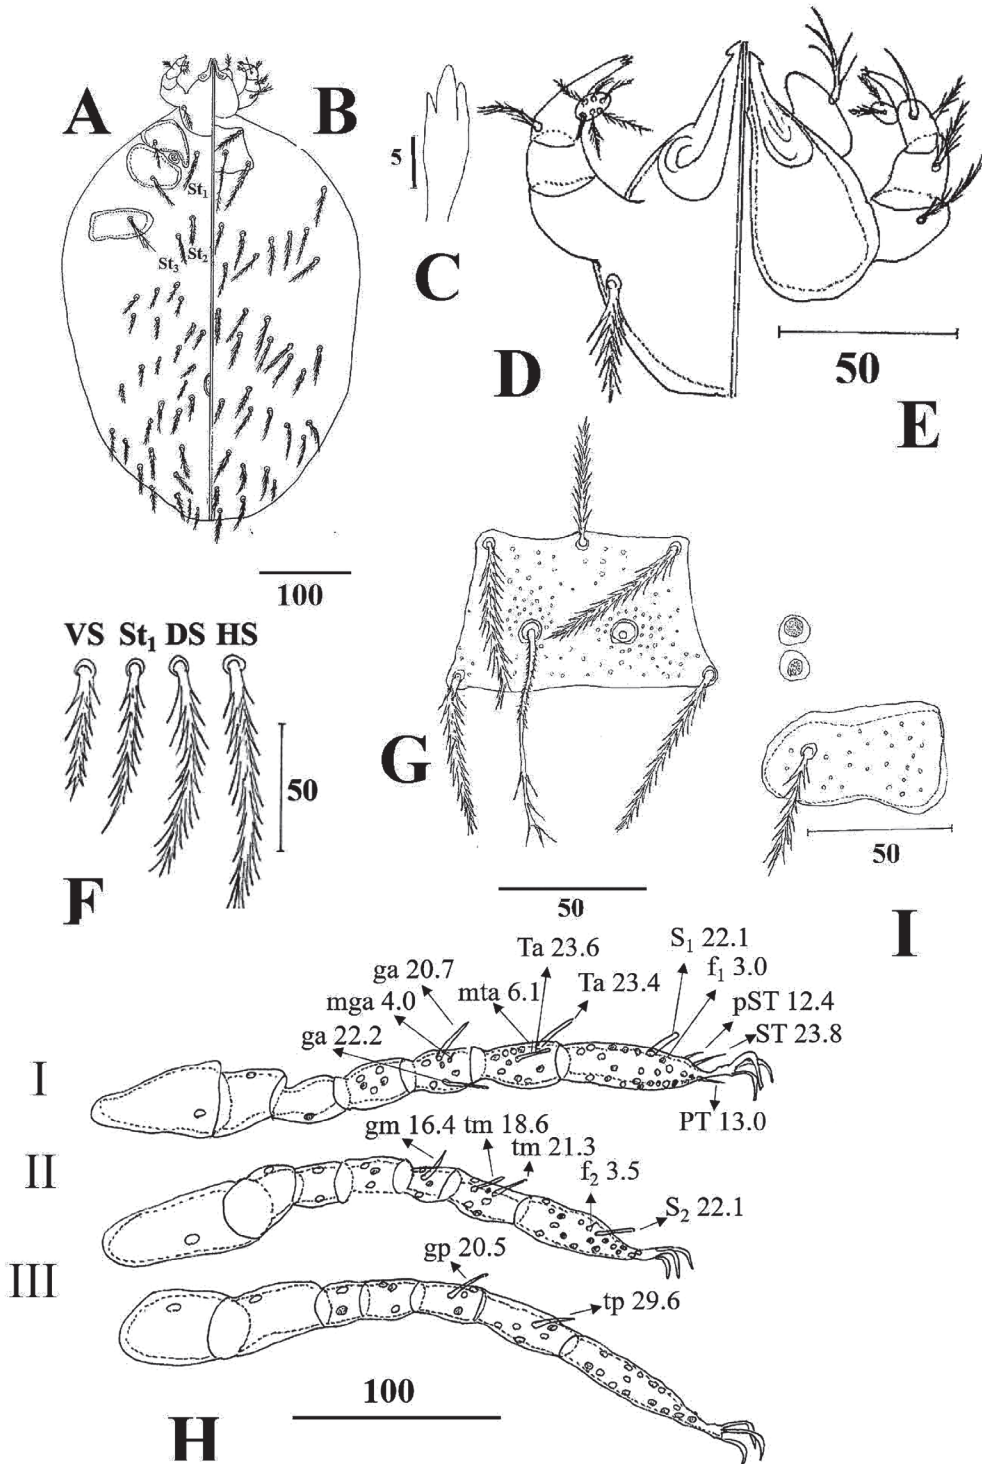 A
B
5
C
St1
St2
St3
100
D
50
E
VS St1 DS HS
50
F
G
50
50
I
S1 22.1
Ta 23.6
f1 3.0
ga 20.7
mta 6.1
Ta 23.4
pST 12.4
mga 4.0
ST 23.8
ga 22.2
I
PT 13.0
gm 16.4
tm 18.6
tm 21.3
II
f2 3.5
S2 22.1
gp 20.5
III
tp 29.6
100
H